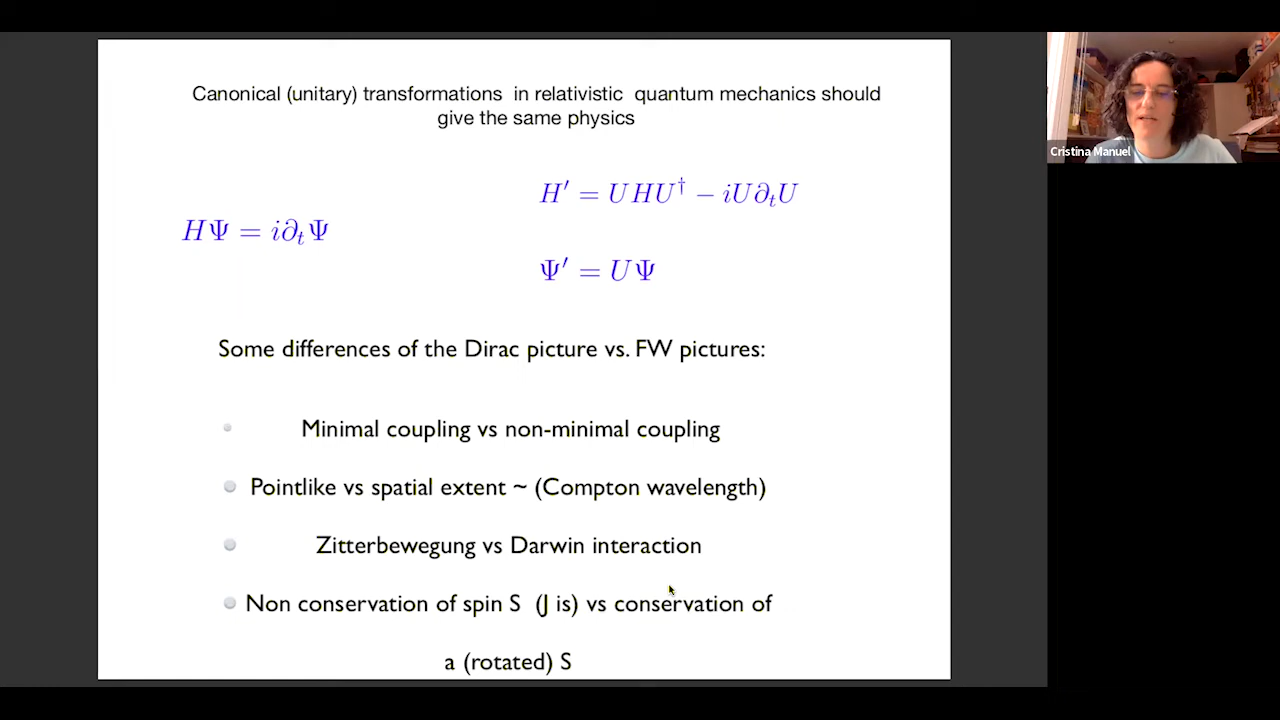 Canonical (unitary) transformations in relativistic quantum mechanics should
give the same physics
H′ = UHU† − iU∂ₜU
HΨ = i∂ₜΨ
Ψ′ = UΨ
Some differences of the Dirac picture vs. FW pictures:
Minimal coupling vs non-minimal coupling
Pointlike vs spatial extent ~ (Compton wavelength)
Zitterbewegung vs Darwin interaction
Non conservation of spin S (J is) vs conservation of
a (rotated) S
Cristina Manuel